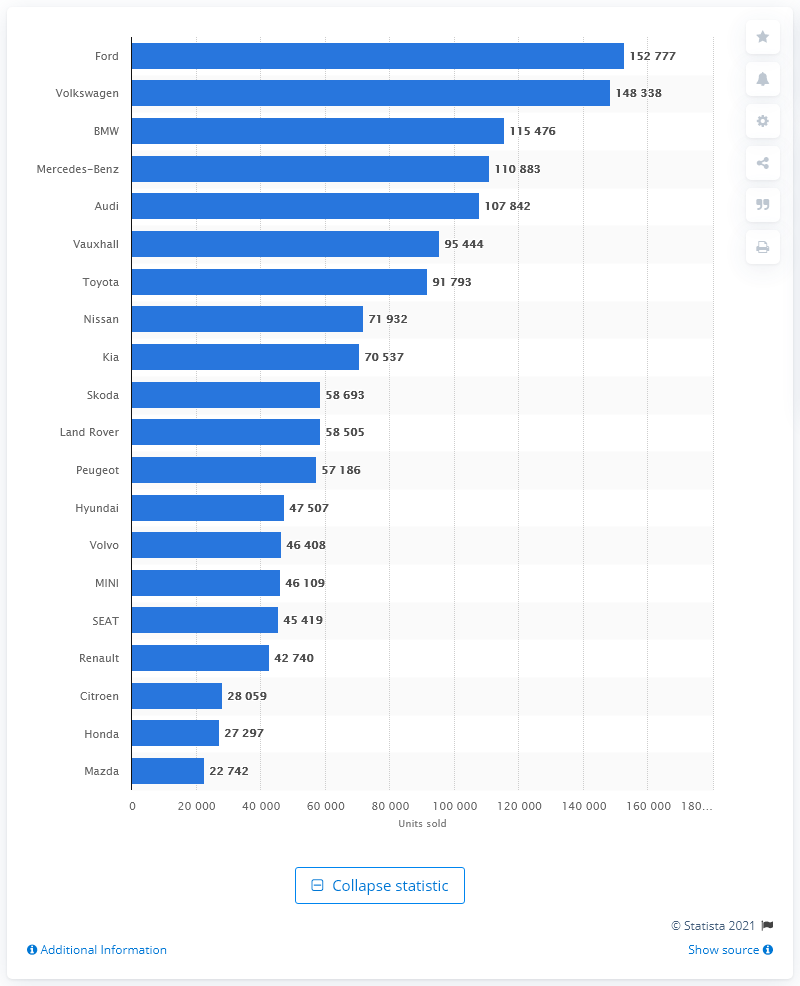 Ford 152 777
Volkswagen 148 338
BMW 115 476
Mercedes-Benz 110 883
Audi 107 842
Vauxhall 95 444
Toyota 91 793
Nissan 71 932
Kia 70 537
Skoda 58 693
Land Rover 58 505
Peugeot 57 186
Hyundai 47 507
Volvo 46 408
MINI 46 109
SEAT 45 419
Renault 42 740
Citroen 28 059
Honda 27 297
Mazda 22 742
0 20 000 40 000 60 000 80 000 100 000 120 000 140 000 160 000 180...
Units sold
Collapse statistic
© Statista 2021
Additional Information Show source